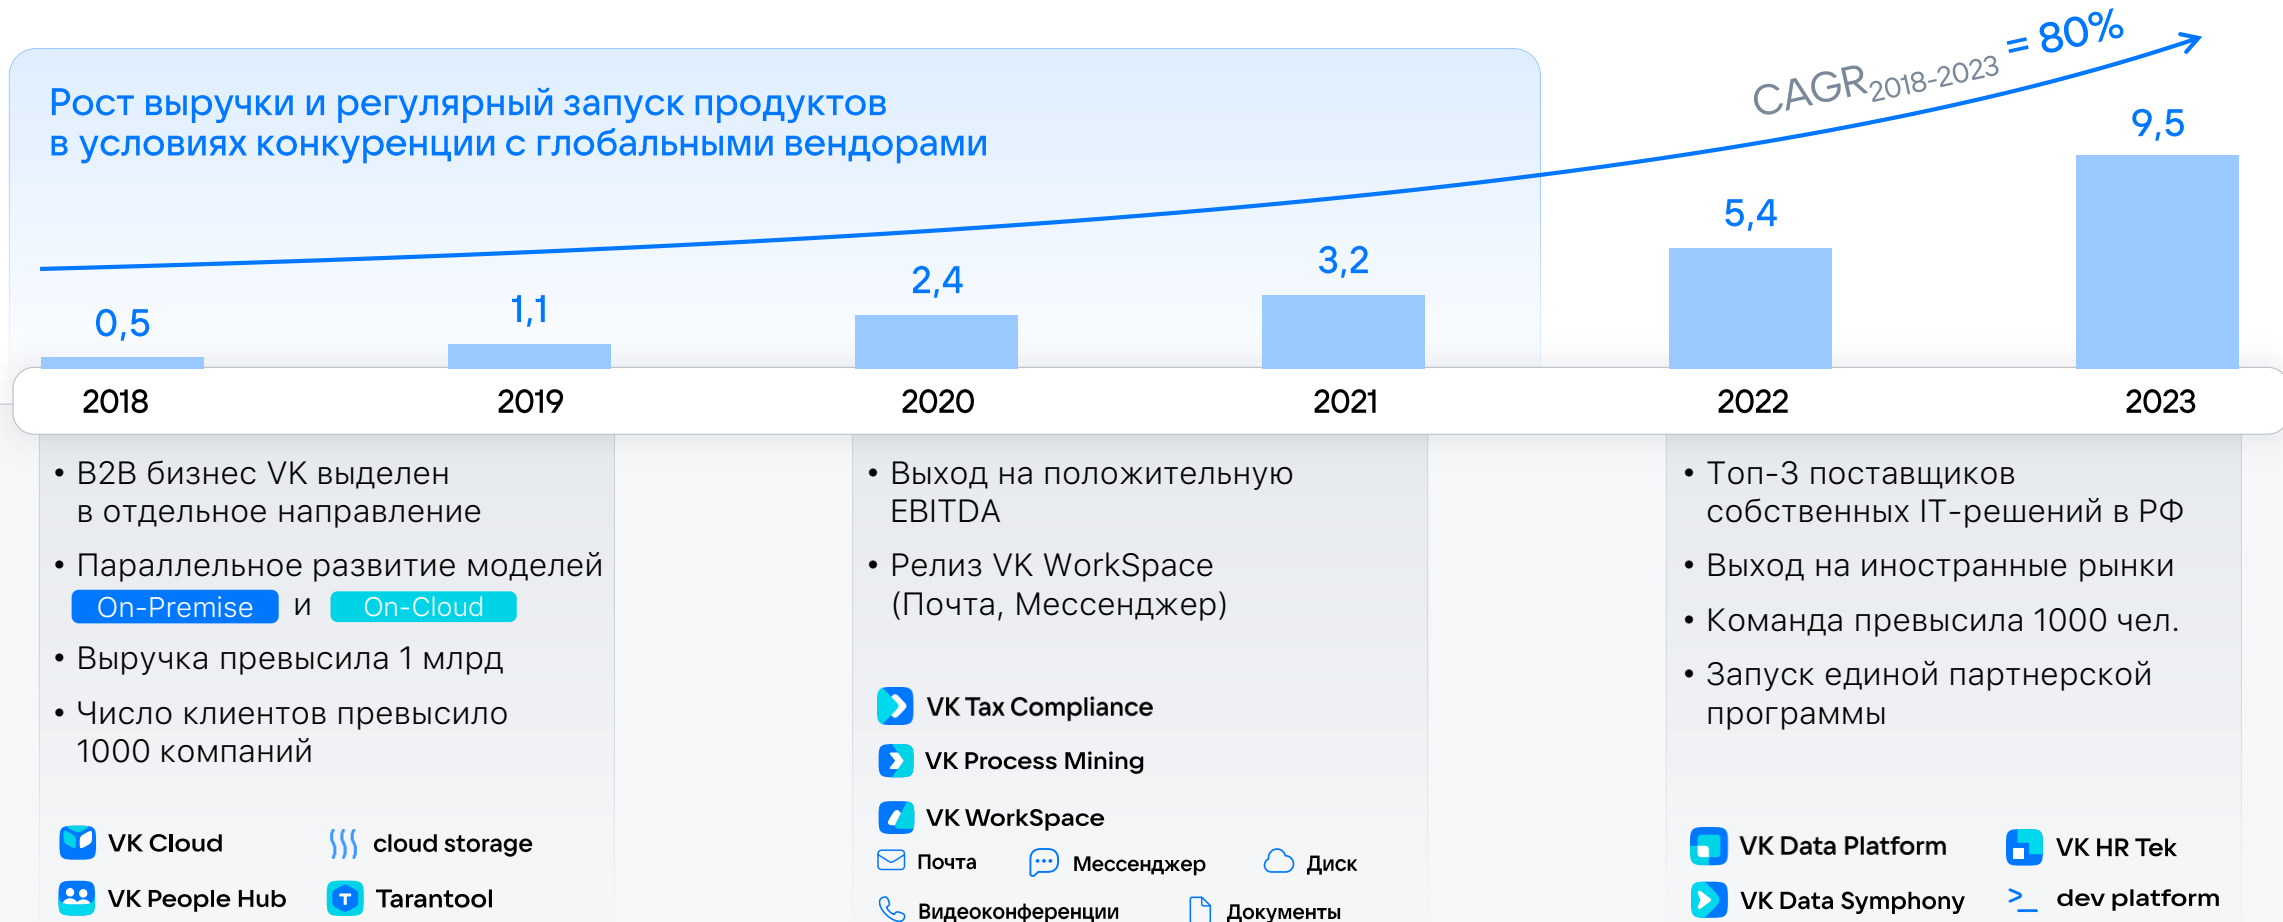 Рост выручки и регулярный запуск продуктов
в условиях конкуренции с глобальными вендорами
CAGR2018-2023 = 80%
0,5
1,1
2,4
3,2
5,4
9,5
2018
2019
2020
2021
2022
2023
• B2B бизнес VK выделен
в отдельное направление
• Параллельное развитие моделей
On-Premise и On-Cloud
• Выручка превысила 1 млрд
• Число клиентов превысило
1000 компаний
VK Cloud
cloud storage
VK People Hub
Tarantool
• Выход на положительную
EBITDA
• Релиз VK WorkSpace
(Почта, Мессенджер)
VK Tax Compliance
VK Process Mining
VK WorkSpace
Почта
Мессенджер
Диск
Видеоконференции
Документы
• Топ-3 поставщиков
собственных IT-решений в РФ
• Выход на иностранные рынки
• Команда превысила 1000 чел.
• Запуск единой партнерской
программы
VK Data Platform
VK HR Tek
VK Data Symphony
dev platform